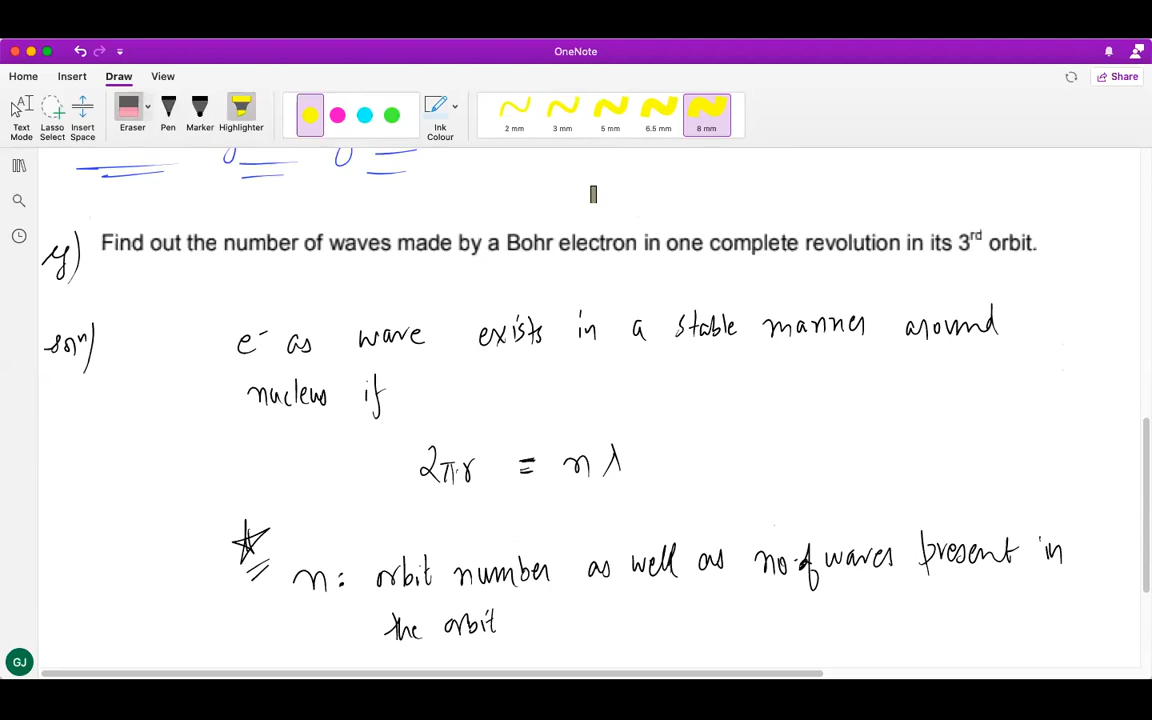 OneNote
Home Insert Draw View
Share
Text Mode
Lasso Select
Insert Space
Eraser
Pen
Marker
Highlighter
Ink Colour
2 mm
3 mm
5 mm
6.5 mm
8 mm
Find out the number of waves made by a Bohr electron in one complete revolution in its 3rd orbit.
soln)
e- as wave exists in a stable manner around
nucleus if
2πr = nλ
n: orbit number as well as no. of waves present in
the orbit
GJ